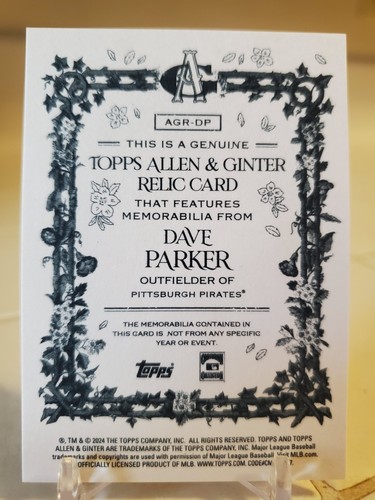 AG
AGR-DP
THIS IS A GENUINE
TOPPS ALLEN & GINTER
RELIC CARD
THAT FEATURES
MEMORABILIA FROM
DAVE
PARKER
OUTFIELDER OF
PITTSBURGH PIRATES®
THE MEMORABILIA CONTAINED IN
THIS CARD IS NOT FROM ANY SPECIFIC
YEAR OR EVENT.
Topps
®, TM & © 2024 THE TOPPS COMPANY, INC. ALL RIGHTS RESERVED. TOPPS AND TOPPS
ALLEN & GINTER ARE TRADEMARKS OF THE TOPPS COMPANY, INC. Major League Baseball
trademarks and copyrights are used with permission of Major League Baseball. Visit MLB.com.
OFFICIALLY LICENSED PRODUCT OF MLB. WWW.TOPPS.COM.